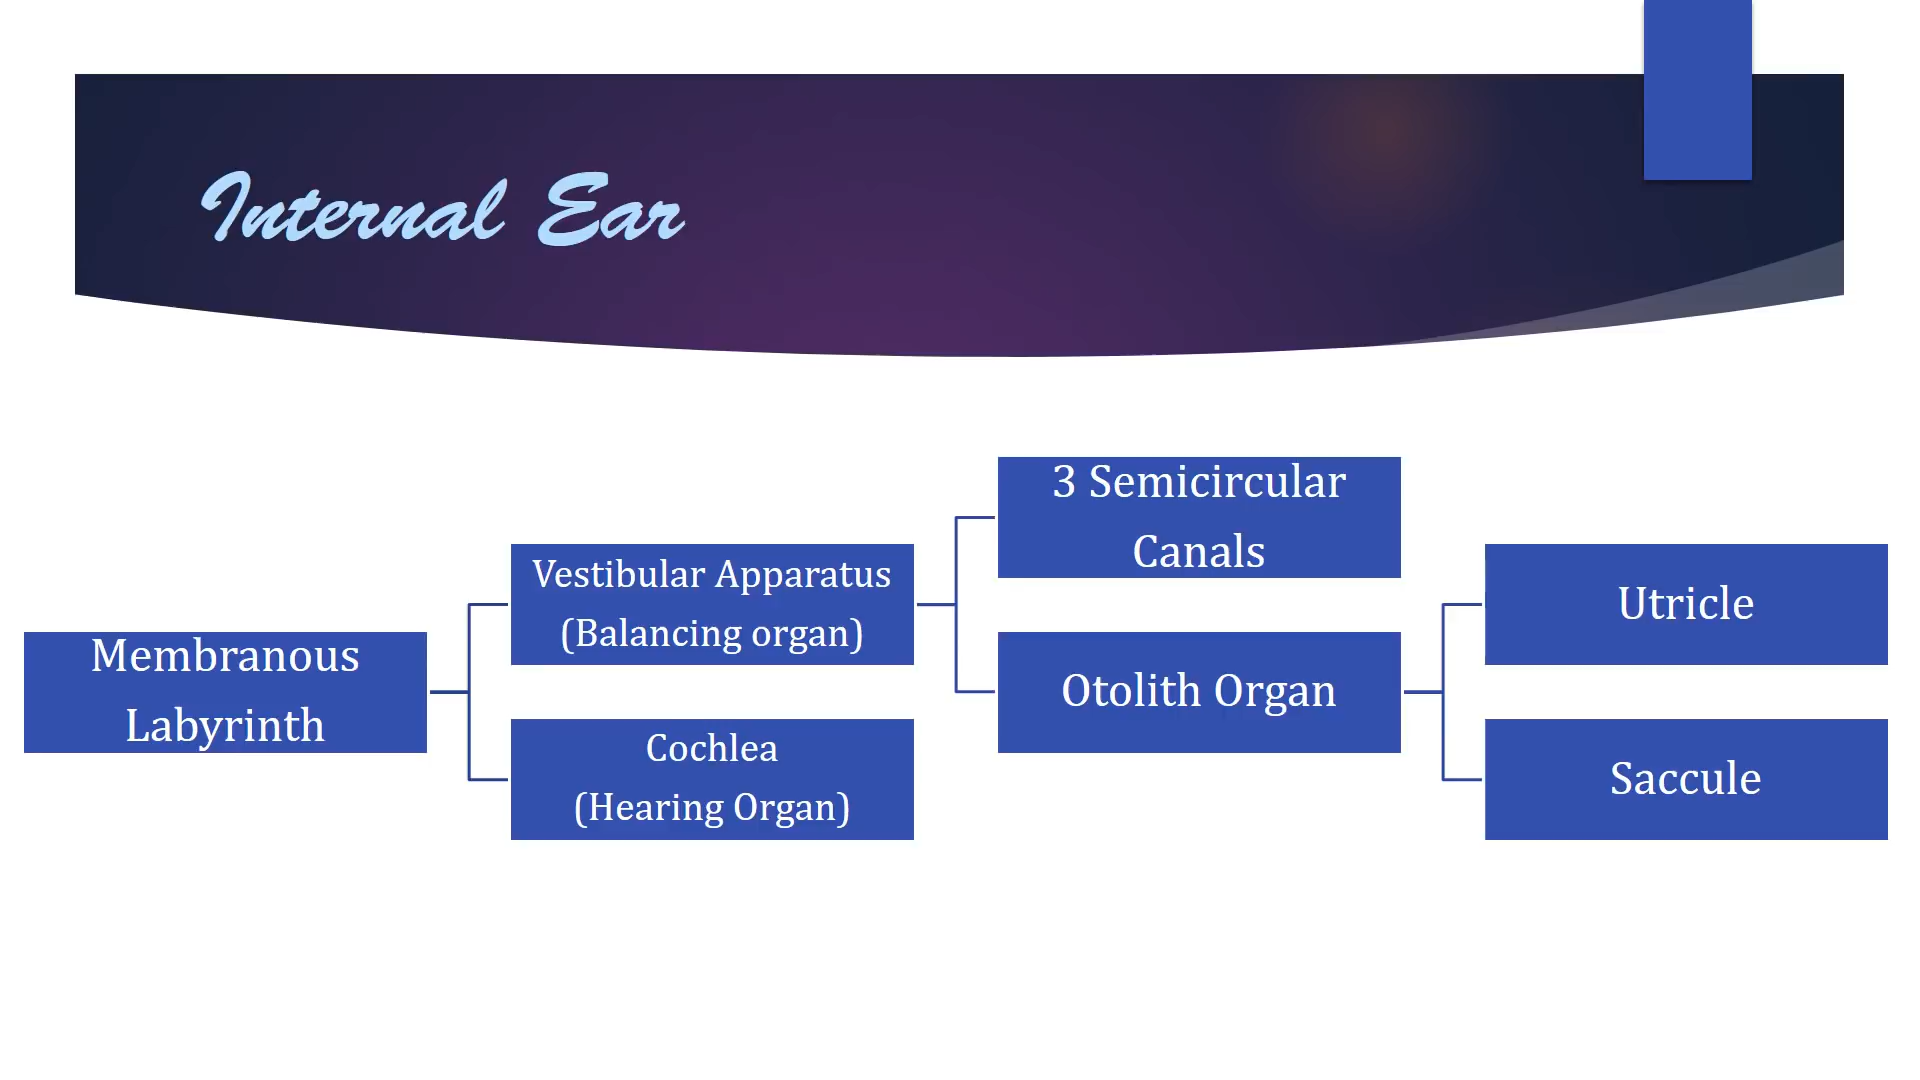 Internal Ear
Membranous
Labyrinth
Vestibular Apparatus
(Balancing organ)
Cochlea
(Hearing Organ)
3 Semicircular
Canals
Otolith Organ
Utricle
Saccule